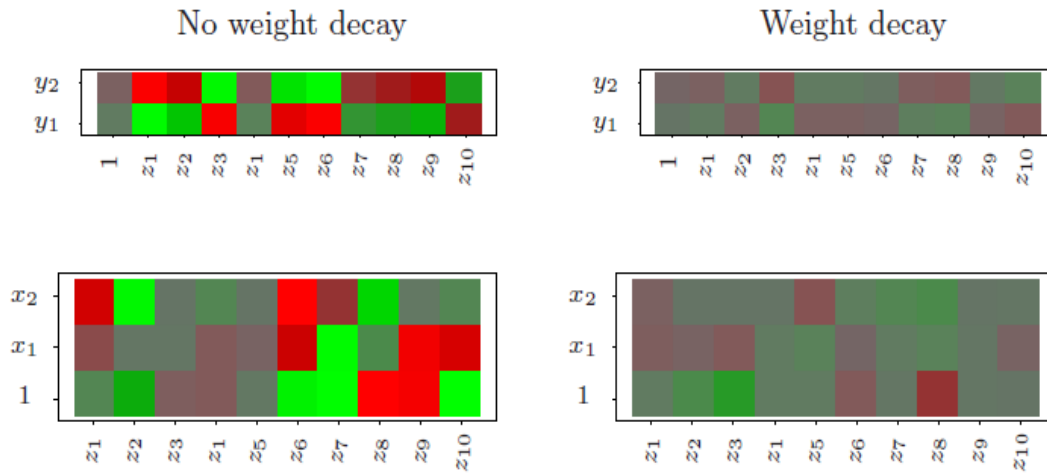 No weight decay
Weight decay
y2
y1
1 z1 z2 z3 z1 z5 z6 z7 z8 z9 z10
y2
y1
1 z1 z2 z3 z1 z5 z6 z7 z8 z9 z10
x2
x1
1
z1 z2 z3 z1 z5 z6 z7 z8 z9 z10
x2
x1
1
z1 z2 z3 z1 z5 z6 z7 z8 z9 z10